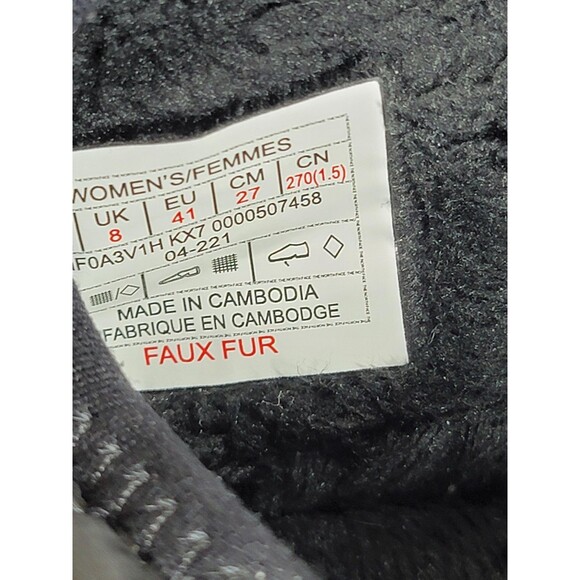 WOMEN'S/FEMMES
UK EU CM CN
8 41 27 270(1.5)
F0A3V1H KX7 0000507458
04-221
MADE IN CAMBODIA
FABRIQUE EN CAMBODGE
FAUX FUR